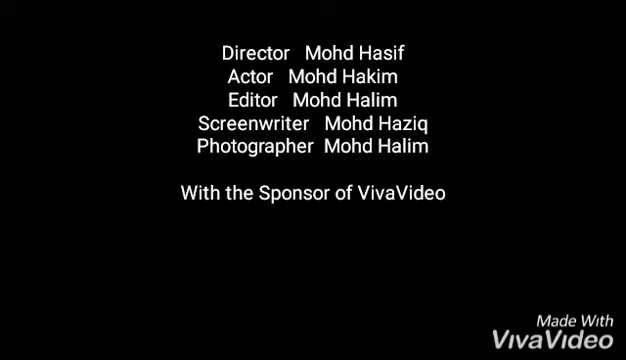 Director Mohd Hasif
Actor Mohd Hakim
Editor Mohd Halim
Screenwriter Mohd Haziq
Photographer Mohd Halim
With the Sponsor of VivaVideo
Made With
VivaVideo